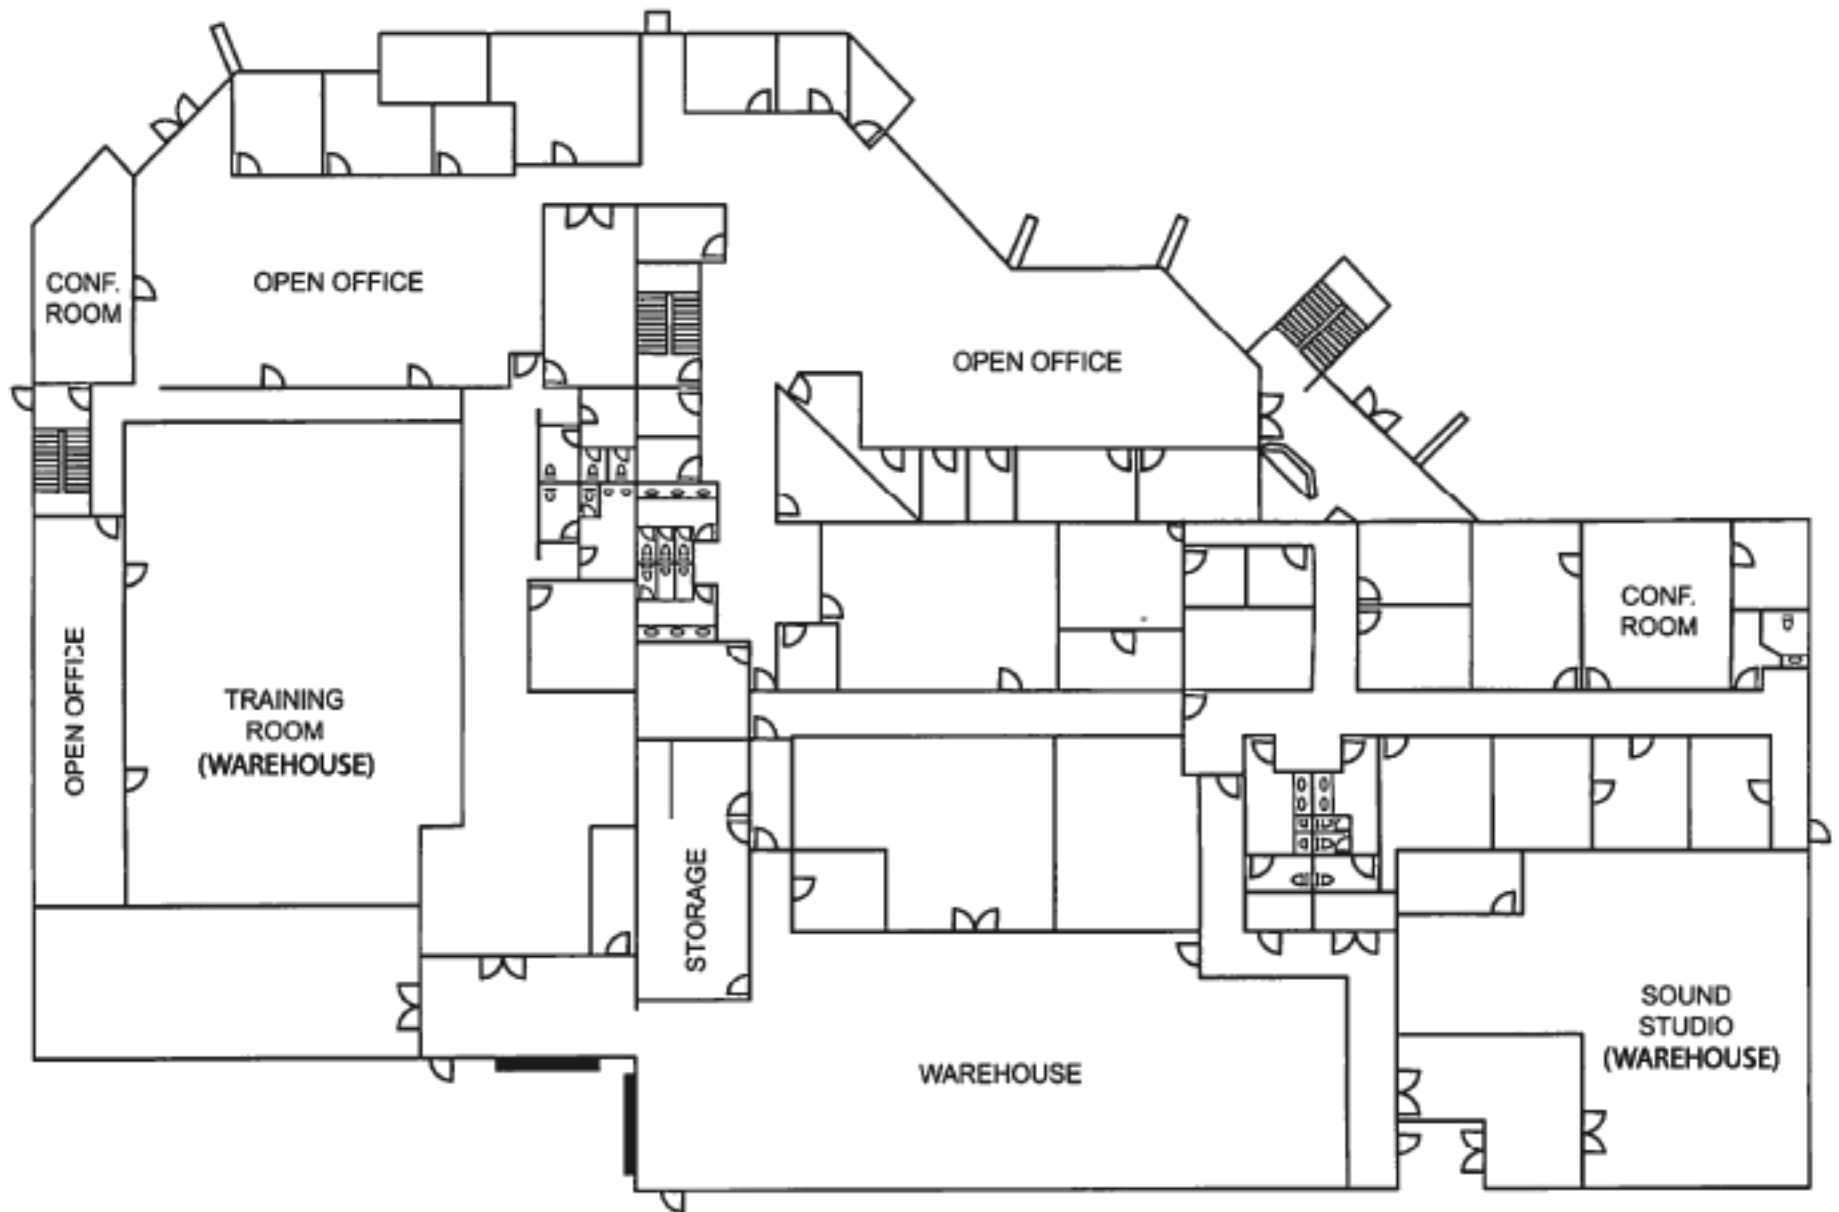 CONF.
ROOM
OPEN OFFICE
OPEN OFFICE
CONF.
ROOM
OPEN OFFICE
TRAINING
ROOM
(WAREHOUSE)
STORAGE
SOUND
STUDIO
(WAREHOUSE)
WAREHOUSE